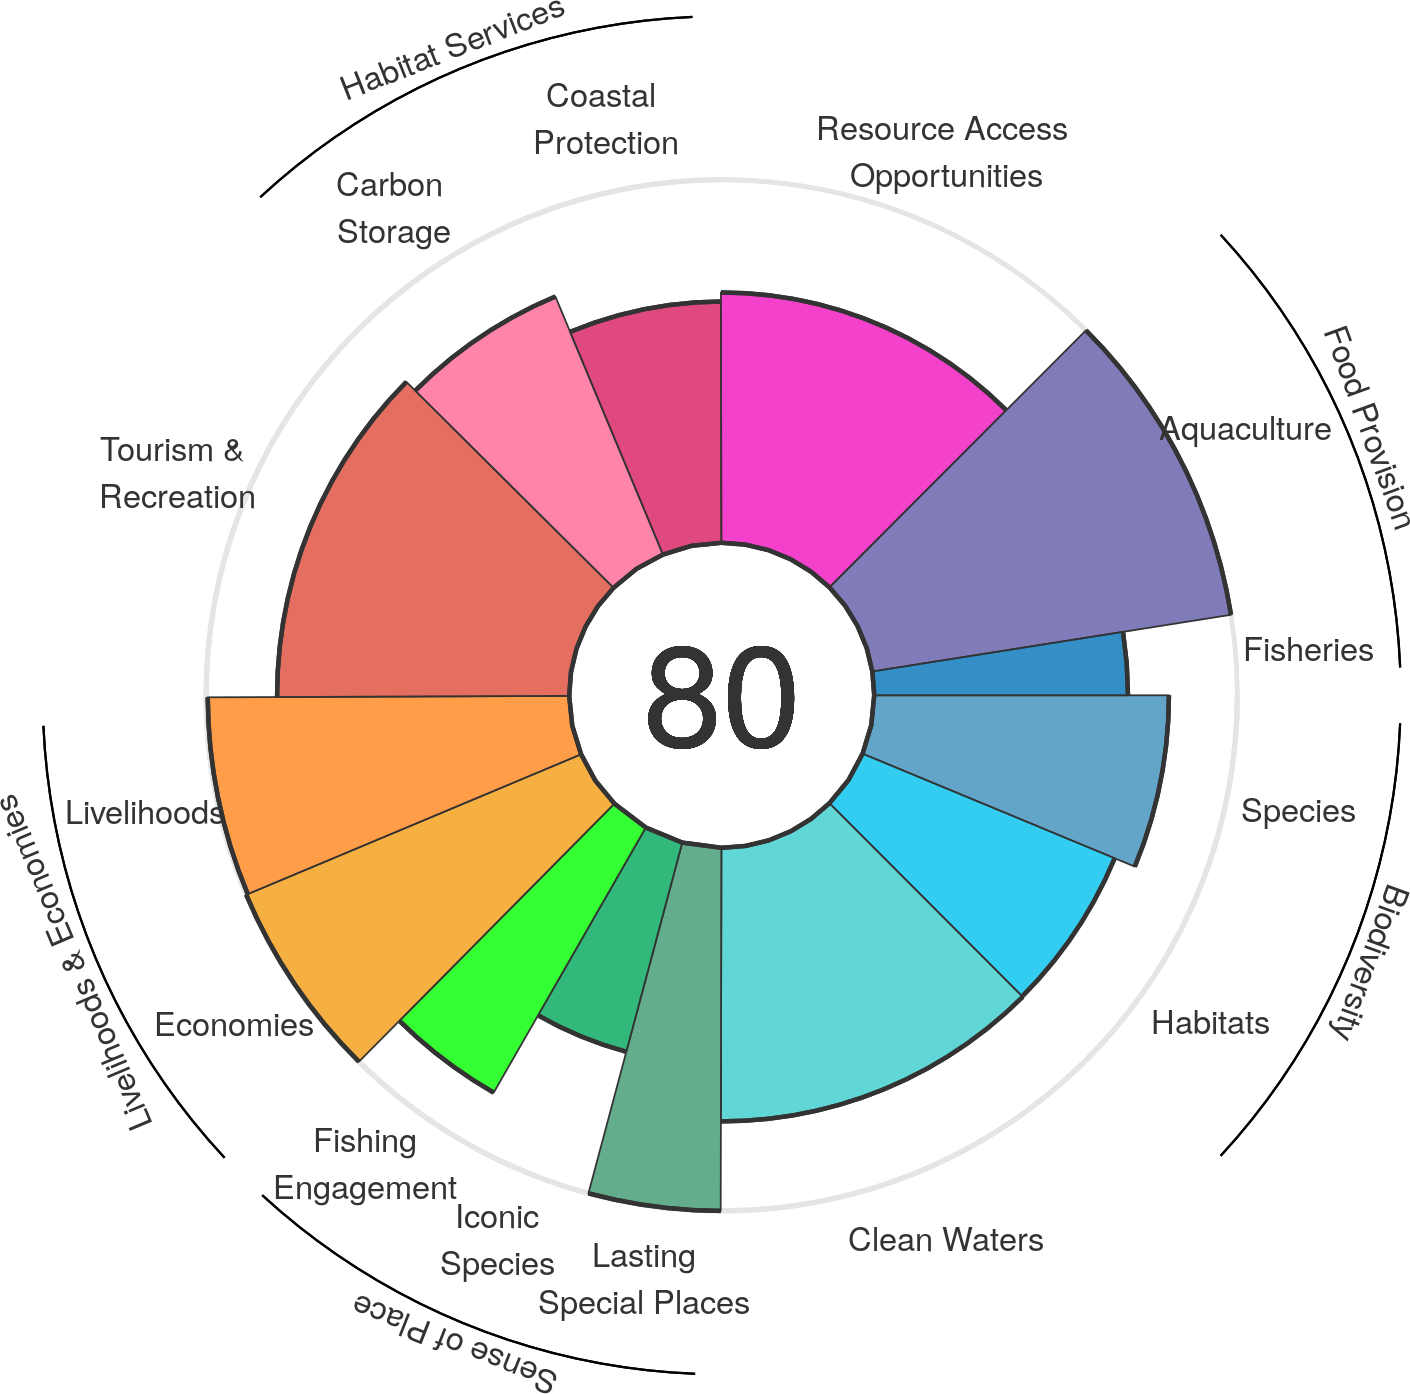 Habitat Services
Coastal
Protection
Resource Access
Opportunities
Carbon
Storage
Food Provision
Aquaculture
Tourism &
Recreation
Fisheries
80
Livelihoods
Species
Livelihoods & Economies
Biodiversity
Economies
Habitats
Fishing
Engagement
Iconic
Species
Lasting
Special Places
Clean Waters
Sense of Place